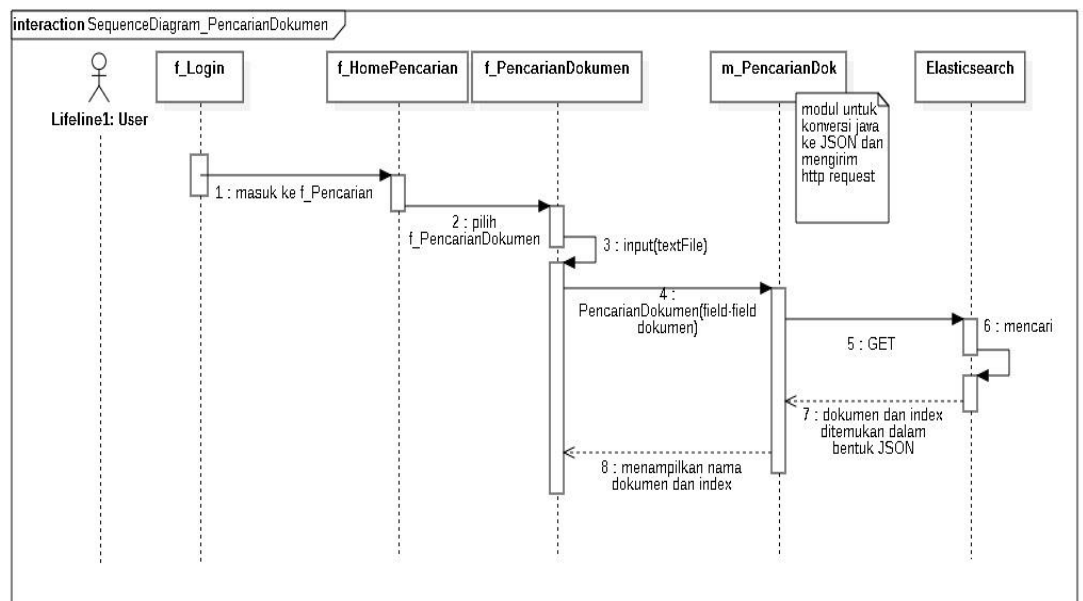 interaction SequenceDiagram_PencarianDokumen
f_Login
f_HomePencarian
f_PencarianDokumen
m_PencarianDok
Elasticsearch
Lifeline1: User
modul untuk
konversi java
ke JSON dan
mengirim
http request
1 : masuk ke f_Pencarian
2 : pilih
f_PencarianDokumen
3 : input(textFile)
4 :
PencarianDokumen(field-field
dokumen)
5 : GET
6 : mencari
7 : dokumen dan index
ditemukan dalam
bentuk JSON
8 : menampilkan nama
dokumen dan index